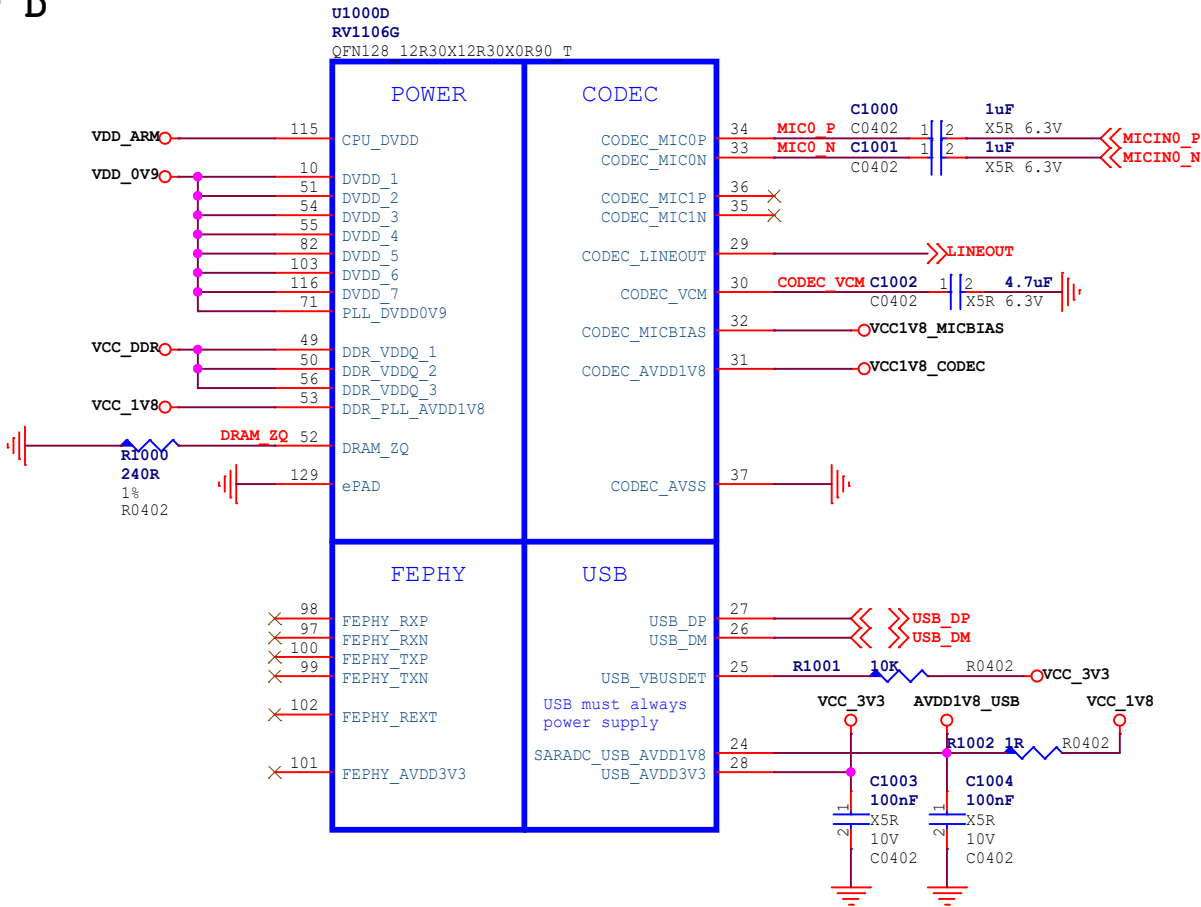 D
U1000D
RV1106G
QFN128_12R30X12R30X0R90_T
POWER
CODEC
VDD_ARM
115
CPU_DVDD
VDD_0V9
10
DVDD_1
51
DVDD_2
54
DVDD_3
55
DVDD_4
82
DVDD_5
103
DVDD_6
116
DVDD_7
71
PLL_DVDD0V9
VCC_DDR
49
DDR_VDDQ_1
50
DDR_VDDQ_2
56
DDR_VDDQ_3
VCC_1V8
53
DDR_PLL_AVDD1V8
DRAM_ZQ
52
DRAM_ZQ
R1000
240R
1%
R0402
129
ePAD
CODEC_MIC0P
34
MIC0_P
C1000
C0402
1
2
1uF
X5R 6.3V
MICIN0_P
CODEC_MIC0N
33
MIC0_N
C1001
C0402
1
2
1uF
X5R 6.3V
MICIN0_N
CODEC_MIC1P
36
CODEC_MIC1N
35
CODEC_LINEOUT
29
LINEOUT
CODEC_VCM
30
CODEC_VCM
C1002
C0402
1
2
4.7uF
X5R 6.3V
CODEC_MICBIAS
32
VCC1V8_MICBIAS
CODEC_AVDD1V8
31
VCC1V8_CODEC
CODEC_AVSS
37
FEPHY
USB
98
FEPHY_RXP
97
FEPHY_RXN
100
FEPHY_TXP
99
FEPHY_TXN
102
FEPHY_REXT
101
FEPHY_AVDD3V3
USB_DP
27
USB_DP
USB_DM
26
USB_DM
USB_VBUSDET
25
R1001
10K
R0402
VCC_3V3
USB must always
power supply
VCC_3V3
AVDD1V8_USB
VCC_1V8
SARADC_USB_AVDD1V8
24
R1002
1R
R0402
USB_AVDD3V3
28
C1003
100nF
1
2
X5R
10V
C0402
C1004
100nF
1
2
X5R
10V
C0402